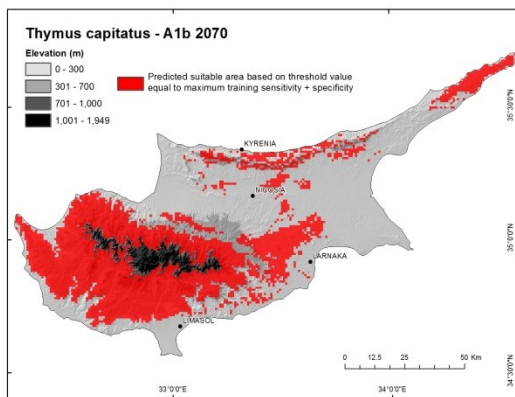 Thymus capitatus - A1b 2070
Elevation (m)
0 - 300
301 - 700
701 - 1,000
1,001 - 1,949
Predicted suitable area based on threshold value
equal to maximum training sensitivity + specificity
KYRENIA
NICOSIA
LARNAKA
LIMASOL
35°30'0"N
35°0'0"N
34°30'0"N
0 12.5 25 50 Km
33°0'0"E
34°0'0"E